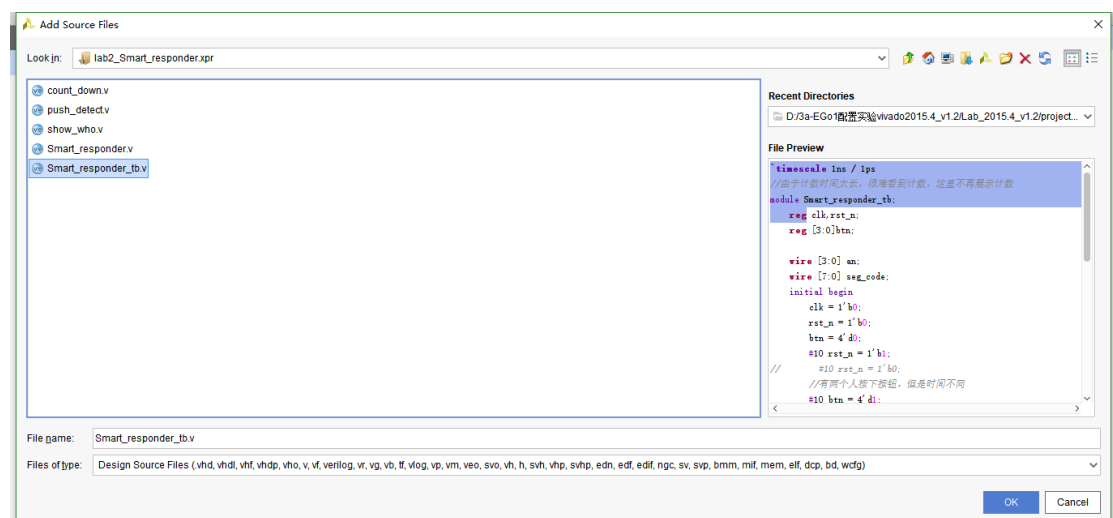 Add Source Files
Look in: lab2_Smart_responder.xpr
count_down.v
push_detect.v
show_who.v
Smart_responder.v
Smart_responder_tb.v
Recent Directories
D:/3a-EGo1配置实验vivado2015.4_v1.2/Lab_2015.4_v1.2/project...
File Preview
`timescale 1ns / 1ps
//由于计数时间太长，很难看到计数，这里不再展示计数
module Smart_responder_tb;
reg clk,rst_n;
reg [3:0]btn;
wire [3:0] an;
wire [7:0] seg_code;
initial begin
clk = 1'b0;
rst_n = 1'b0;
btn = 4'd0;
#10 rst_n = 1'b1;
// #10 rst_n = 1'b0;
//有两个人按下按钮，但是时间不同
#10 btn = 4'd1;
File name: Smart_responder_tb.v
Files of type: Design Source Files (.vhd, vhdl, vhf, vhdp, vho, v, vf, verilog, vr, vg, vb, tf, vlog, vp, vm, veo, svo, vh, h, svh, vhp, svhp, edn, edf, edif, ngc, sv, svp, bmm, mif, mem, elf, dcp, bd, wcfg)
OK Cancel